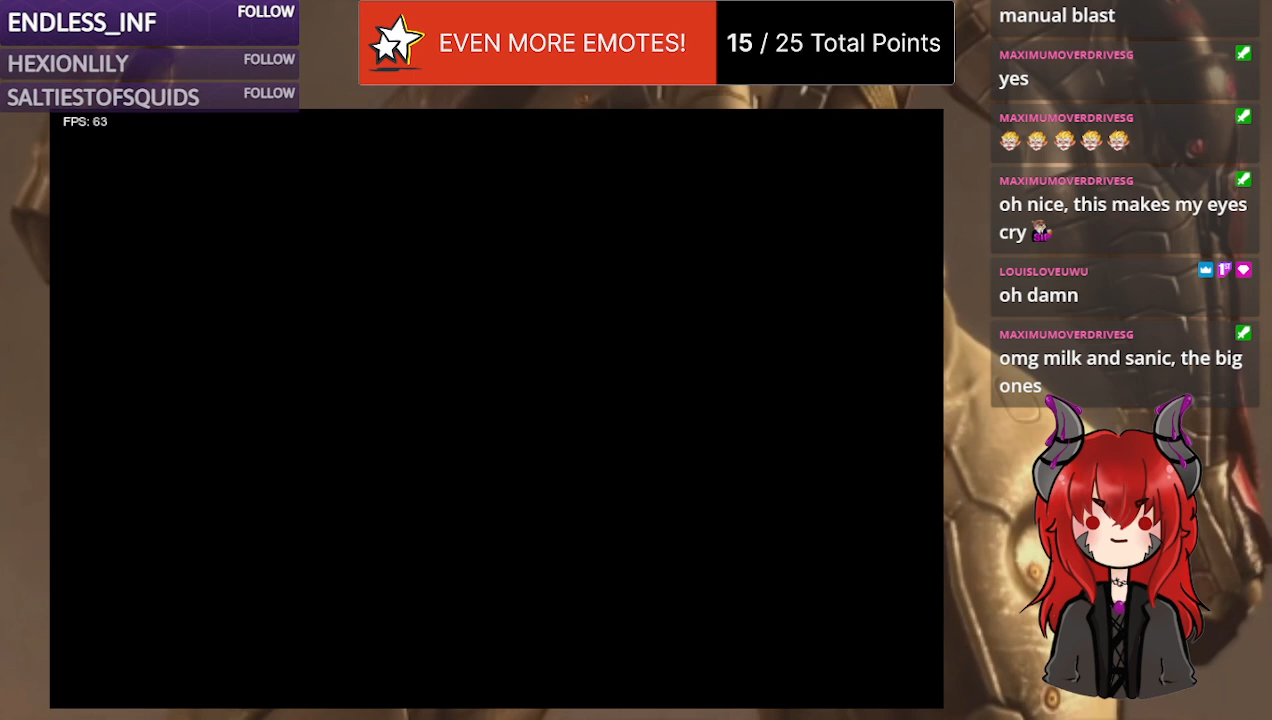 ENDLESS_INF FOLLOW
HEXIONLILY FOLLOW
SALTIESTOFSQUIDS FOLLOW
EVEN MORE EMOTES! 15 / 25 Total Points
FPS: 63
manual blast
MAXIMUMOVERDRIVESG
yes
MAXIMUMOVERDRIVESG
MAXIMUMOVERDRIVESG
oh nice, this makes my eyes
cry
LOUISLOVEUWU
oh damn
MAXIMUMOVERDRIVESG
omg milk and sanic, the big
ones